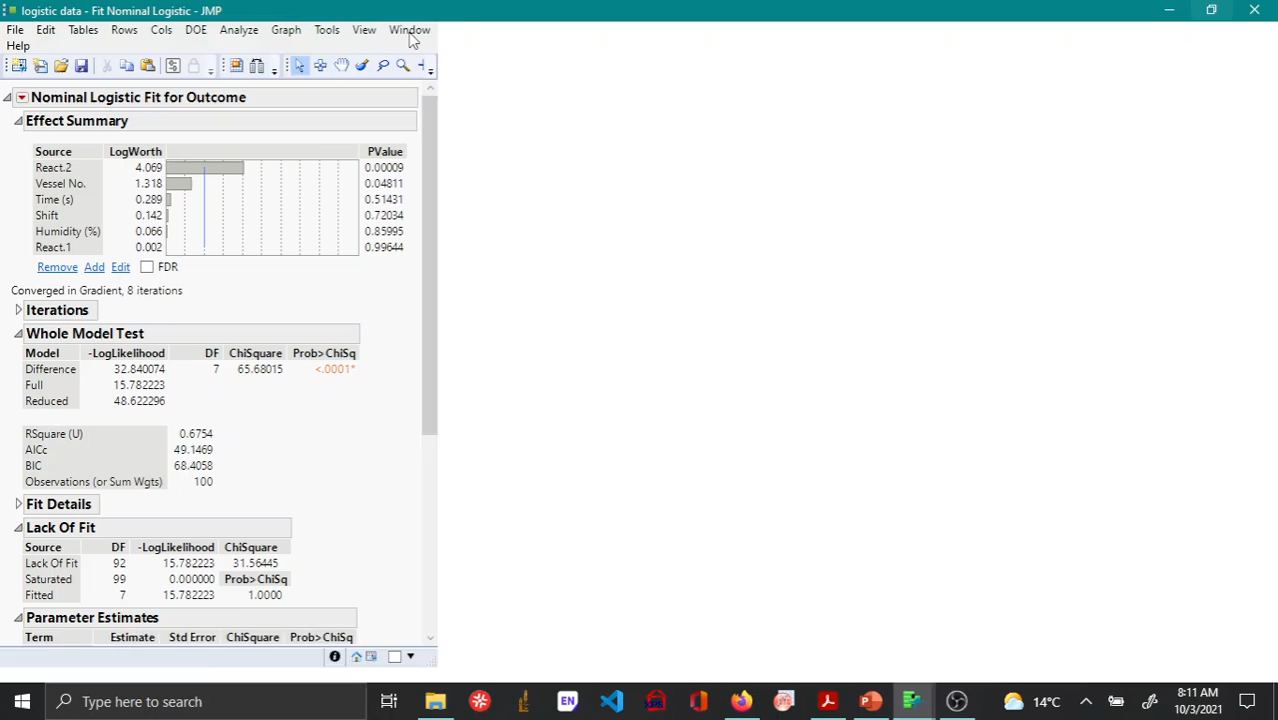 logistic data - Fit Nominal Logistic - JMP
File Edit Tables Rows Cols DOE Analyze Graph Tools View Window
Help
Nominal Logistic Fit for Outcome
Effect Summary
Source LogWorth PValue
React.2 4.069 0.00009
Vessel No. 1.318 0.04811
Time (s) 0.289 0.51431
Shift 0.142 0.72034
Humidity (%) 0.066 0.85995
React.1 0.002 0.99644
Remove Add Edit FDR
Converged in Gradient, 8 iterations
Iterations
Whole Model Test
Model -LogLikelihood DF ChiSquare Prob>ChiSq
Difference 32.840074 7 65.68015 <.0001*
Full 15.782223
Reduced 48.622296
RSquare (U) 0.6754
AICc 49.1469
BIC 68.4058
Observations (or Sum Wgts) 100
Fit Details
Lack Of Fit
Source DF -LogLikelihood ChiSquare
Lack Of Fit 92 15.782223 31.56445
Saturated 99 0.000000 Prob>ChiSq
Fitted 7 15.782223 1.0000
Parameter Estimates
Term Estimate Std Error ChiSquare Prob>ChiSq
Type here to search
EN
14°C
8:11 AM
10/3/2021